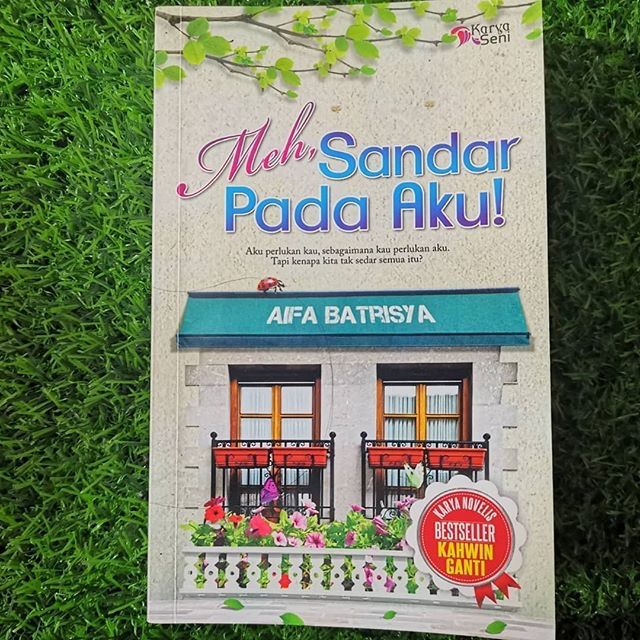 Karya
Seni
Meh, Sandar
Pada Aku!
Aku perlukan kau, sebagaimana kau perlukan aku.
Tapi kenapa kita tak sedar semua itu?
AIFA BATRISYA
KARYA NOVELIS
BESTSELLER
KAHWIN
GANTI